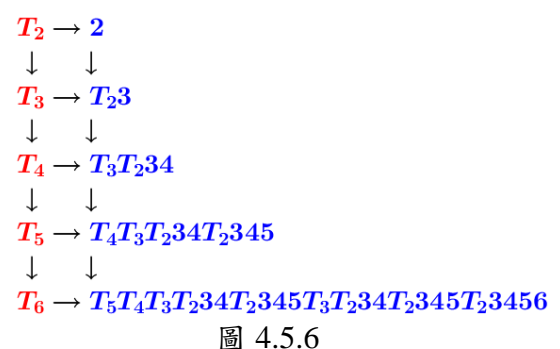 T₂ → 2
↓ ↓
T₃ → T₂3
↓ ↓
T₄ → T₃T₂34
↓ ↓
T₅ → T₄T₃T₂34T₂345
↓ ↓
T₆ → T₅T₄T₃T₂34T₂345T₃T₂34T₂345T₂3456
圖 4.5.6